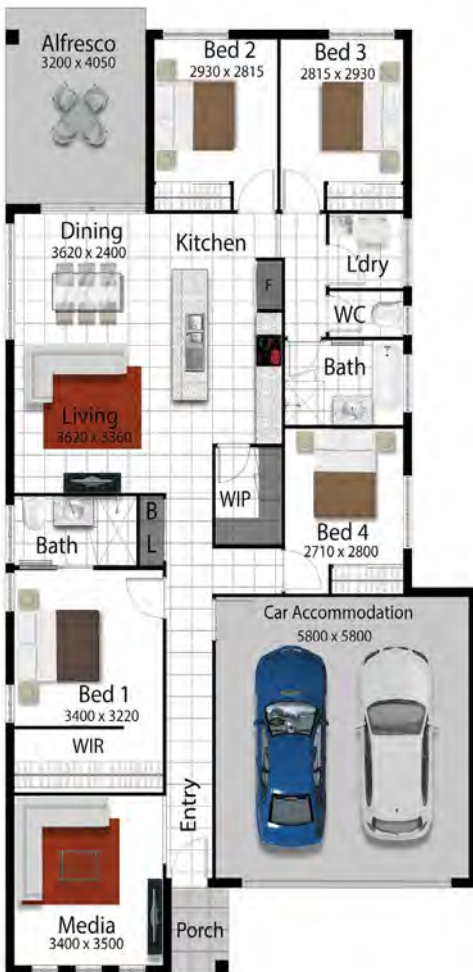 Alfresco
3200 x 4050
Bed 2
2930 x 2815
Bed 3
2815 x 2930
Dining
3620 x 2400
Kitchen
L'dry
F
WC
Bath
Living
3620 x 3360
WIP
B
L
Bath
Bed 4
2710 x 2800
Car Accommodation
5800 x 5800
Bed 1
3400 x 3220
WIR
Entry
Media
3400 x 3500
Porch